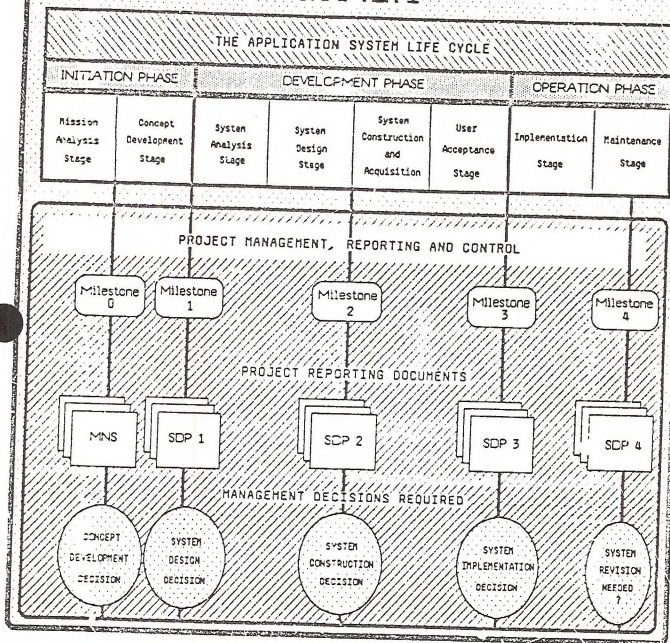 THE APPLICATION SYSTEM LIFE CYCLE
INITIATION PHASE
DEVELOPMENT PHASE
OPERATION PHASE
Mission
Analysis
Stage
Concept
Development
Stage
System
Analysis
Stage
System
Design
Stage
System
Construction
and
Acquisition
User
Acceptance
Stage
Implementation
Stage
Maintenance
Stage
PROJECT MANAGEMENT, REPORTING AND CONTROL
Milestone
0
Milestone
1
Milestone
2
Milestone
3
Milestone
4
PROJECT REPORTING DOCUMENTS
MNS
SDP 1
SDP 2
SDP 3
SDP 4
MANAGEMENT DECISIONS REQUIRED
CONCEPT
DEVELOPMENT
DECISION
SYSTEM
DESIGN
DECISION
SYSTEM
CONSTRUCTION
DECISION
SYSTEM
IMPLEMENTATION
DECISION
SYSTEM
REVISION
NEEDED
?